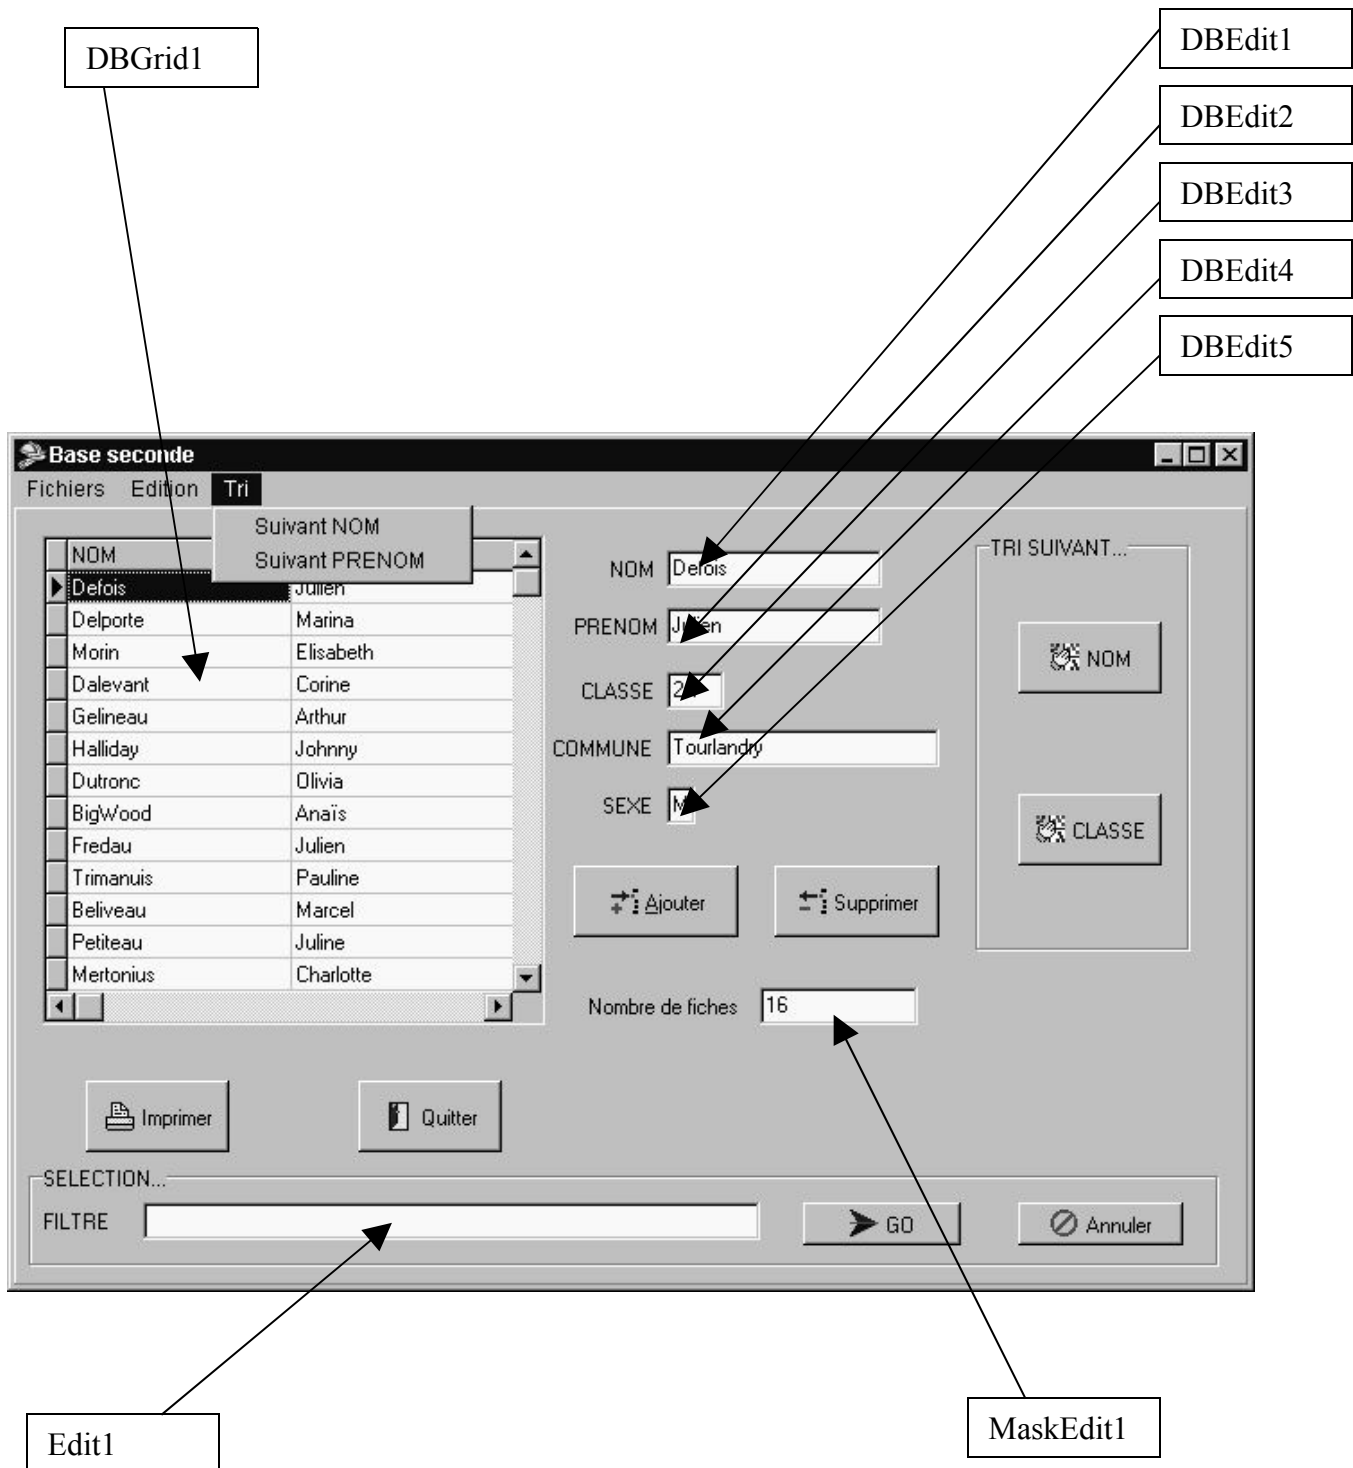 DBGrid1
DBEdit1
DBEdit2
DBEdit3
DBEdit4
DBEdit5
Base seconde
Fichiers Edition Tri
Suivant NOM
Suivant PRENOM
NOM
Defois Julien
Delporte Marina
Morin Elisabeth
Dalevant Corine
Gelineau Arthur
Halliday Johnny
Dutronc Olivia
BigWood Anaïs
Fredau Julien
Trimanuis Pauline
Beliveau Marcel
Petiteau Juline
Mertonius Charlotte
NOM Defois
PRENOM Julien
CLASSE
COMMUNE Tourlandry
SEXE M
TRI SUIVANT...
NOM
CLASSE
Ajouter Supprimer
Nombre de fiches 16
Imprimer Quitter
SELECTION...
FILTRE GO Annuler
Edit1
MaskEdit1